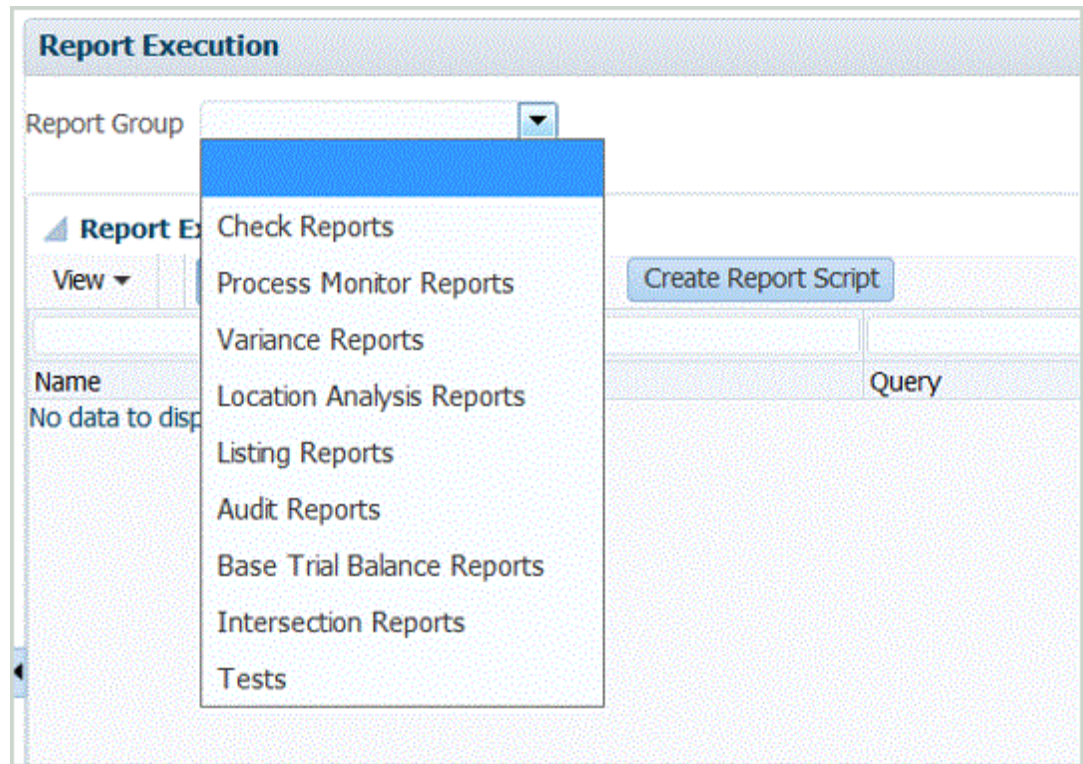 Report Execution
Report Group
Report E
Check Reports
View
Process Monitor Reports
Create Report Script
Variance Reports
Name
Query
Location Analysis Reports
No data to disp
Listing Reports
Audit Reports
Base Trial Balance Reports
Intersection Reports
Tests